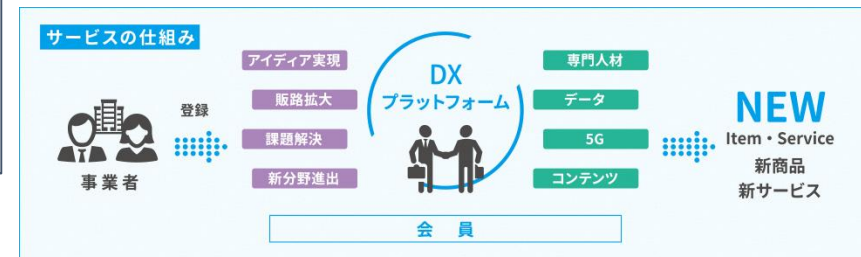 サービスの仕組み
事業者
登録
アイディア実現
販路拡大
課題解決
新分野進出
DX
プラットフォーム
専門人材
データ
5G
コンテンツ
NEW
Item・Service
新商品
新サービス
会員